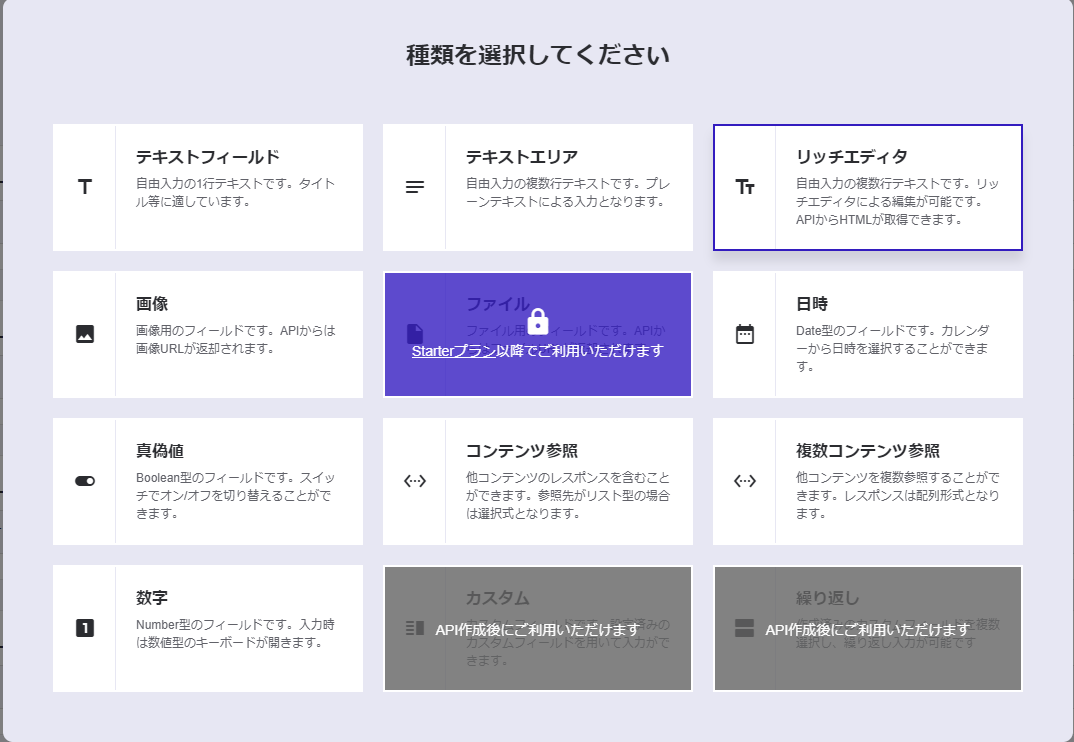 種類を選択してください
テキストフィールド
自由入力の1行テキストです。タイト
ル等に適しています。
テキストエリア
自由入力の複数行テキストです。プレ
ーンテキストによる入力となります。
リッチエディタ
自由入力の複数行テキストです。リッ
チエディタによる編集が可能です。
APIからHTMLが取得できます。
画像
画像用のフィールドです。APIからは
画像URLが返却されます。
ファイル
Starterプラン以降でご利用いただけます
日時
Date型のフィールドです。カレンダ
ーから日時を選択することができま
す。
真偽値
Boolean型のフィールドです。スイッ
チでオン/オフを切り替えることがで
きます。
コンテンツ参照
他コンテンツのレスポンスを含むこと
ができます。参照先がリスト型の場合
は選択式となります。
複数コンテンツ参照
他コンテンツを複数参照することがで
きます。レスポンスは配列形式となり
ます。
数字
Number型のフィールドです。入力時
は数値型のキーボードが開きます。
カスタム
API作成後にご利用いただけます
カスタムフィールドを用いて入力がで
きます。
繰り返し
API作成後にご利用いただけます
選択し、繰り返し入力が可能です